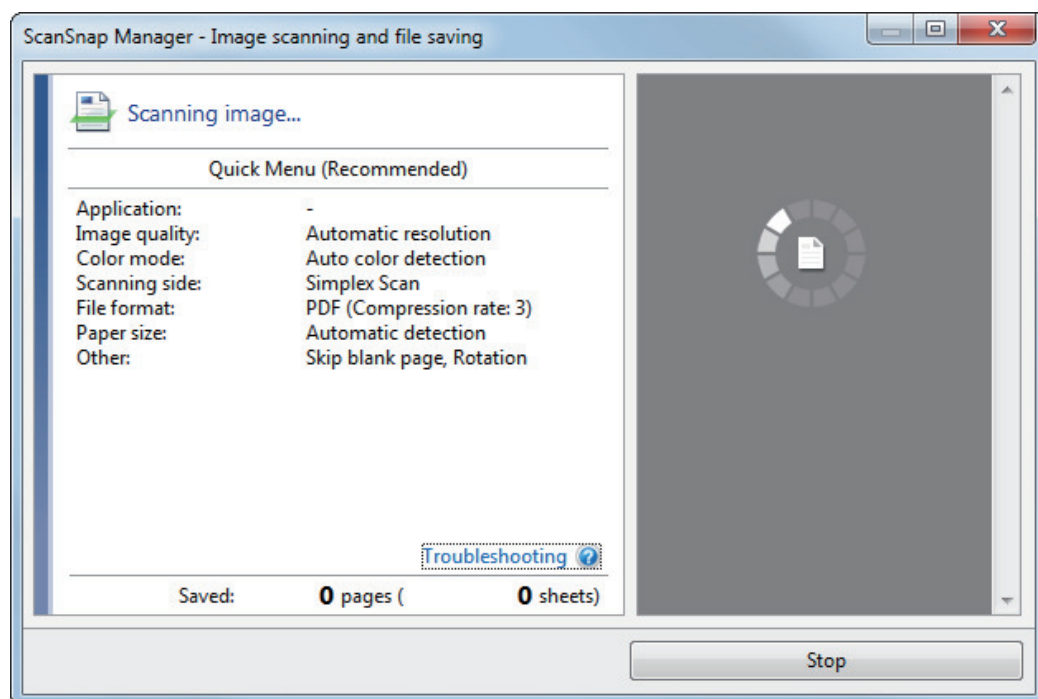 ScanSnap Manager - Image scanning and file saving
Scanning image...
Quick Menu (Recommended)
Application: -
Image quality: Automatic resolution
Color mode: Auto color detection
Scanning side: Simplex Scan
File format: PDF (Compression rate: 3)
Paper size: Automatic detection
Other: Skip blank page, Rotation
Troubleshooting ?
Saved: 0 pages ( 0 sheets)
Stop